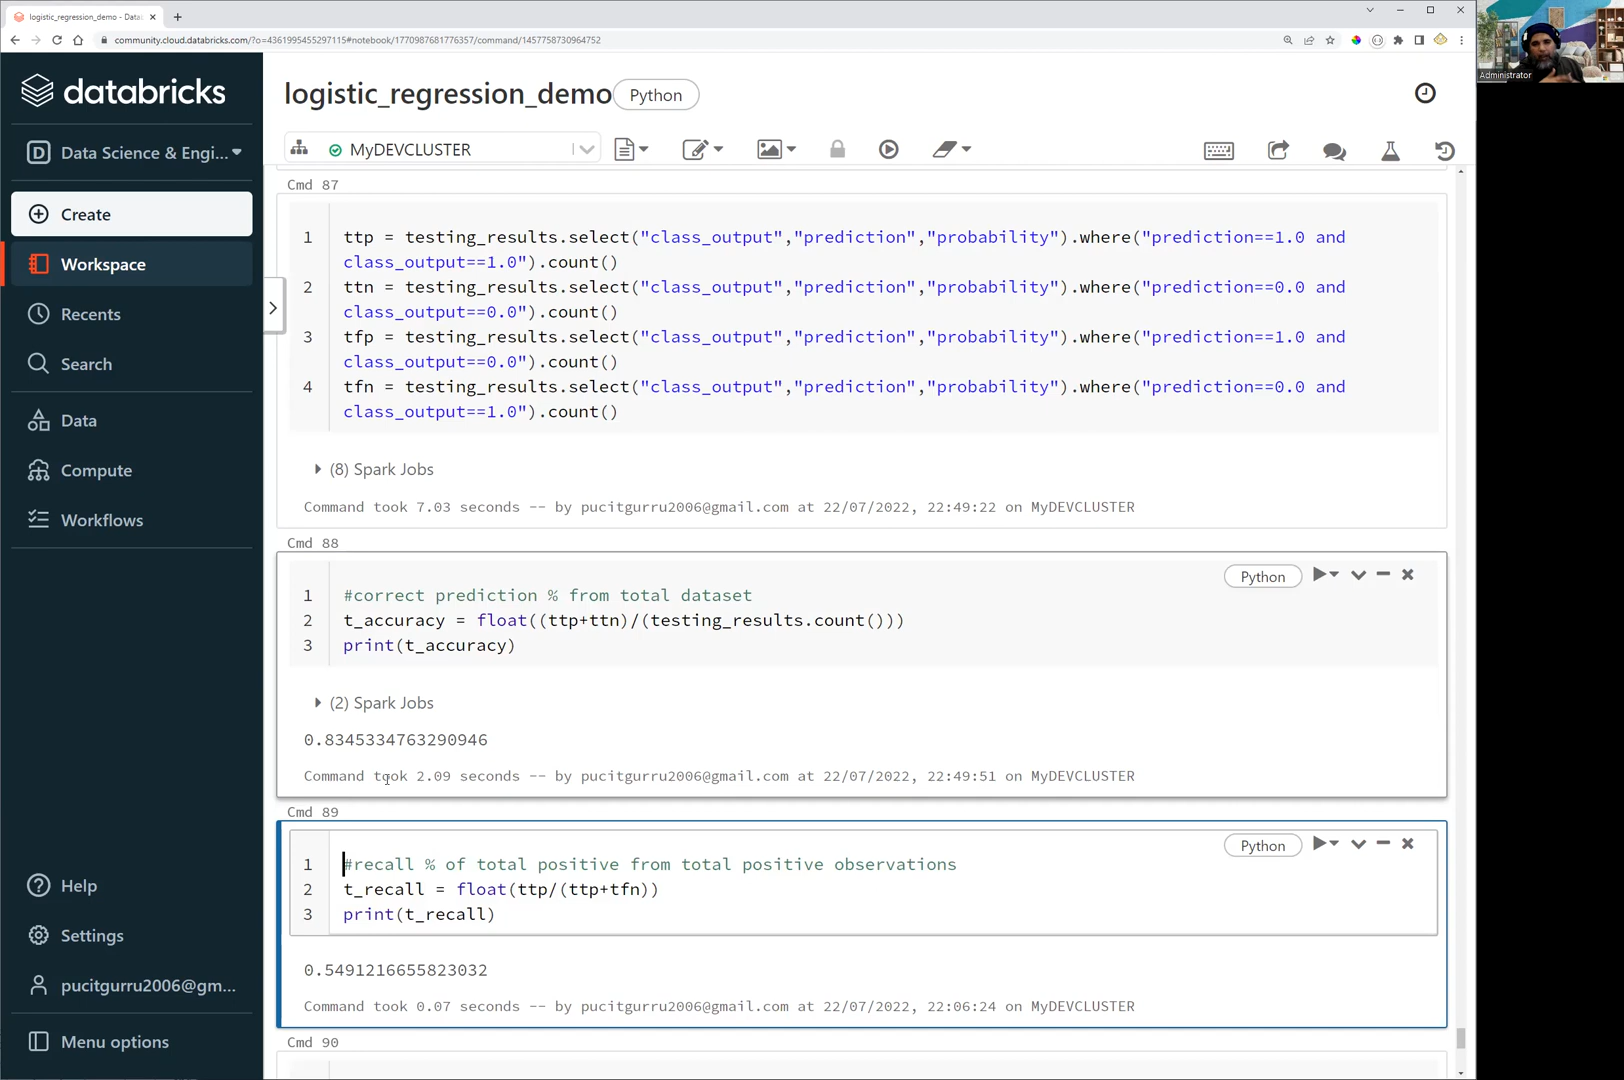 logistic_regression_demo - Data
community.cloud.databricks.com/?o=4361995455297115#notebook/1770987681776357/command/1457758730964752
Administrator
databricks
logistic_regression_demo
Python
D Data Science & Engi...
MyDEVCLUSTER
Create
Workspace
Recents
Search
Data
Compute
Workflows
Help
Settings
pucitgurru2006@gm...
Menu options
Cmd 87
1 ttp = testing_results.select("class_output","prediction","probability").where("prediction==1.0 and
class_output==1.0").count()
2 ttn = testing_results.select("class_output","prediction","probability").where("prediction==0.0 and
class_output==0.0").count()
3 tfp = testing_results.select("class_output","prediction","probability").where("prediction==1.0 and
class_output==0.0").count()
4 tfn = testing_results.select("class_output","prediction","probability").where("prediction==0.0 and
class_output==1.0").count()
(8) Spark Jobs
Command took 7.03 seconds -- by pucitgurru2006@gmail.com at 22/07/2022, 22:49:22 on MyDEVCLUSTER
Cmd 88
Python
1 #correct prediction % from total dataset
2 t_accuracy = float((ttp+ttn)/(testing_results.count()))
3 print(t_accuracy)
(2) Spark Jobs
0.8345334763290946
Command took 2.09 seconds -- by pucitgurru2006@gmail.com at 22/07/2022, 22:49:51 on MyDEVCLUSTER
Cmd 89
Python
1 #recall % of total positive from total positive observations
2 t_recall = float(ttp/(ttp+tfn))
3 print(t_recall)
0.5491216655823032
Command took 0.07 seconds -- by pucitgurru2006@gmail.com at 22/07/2022, 22:06:24 on MyDEVCLUSTER
Cmd 90